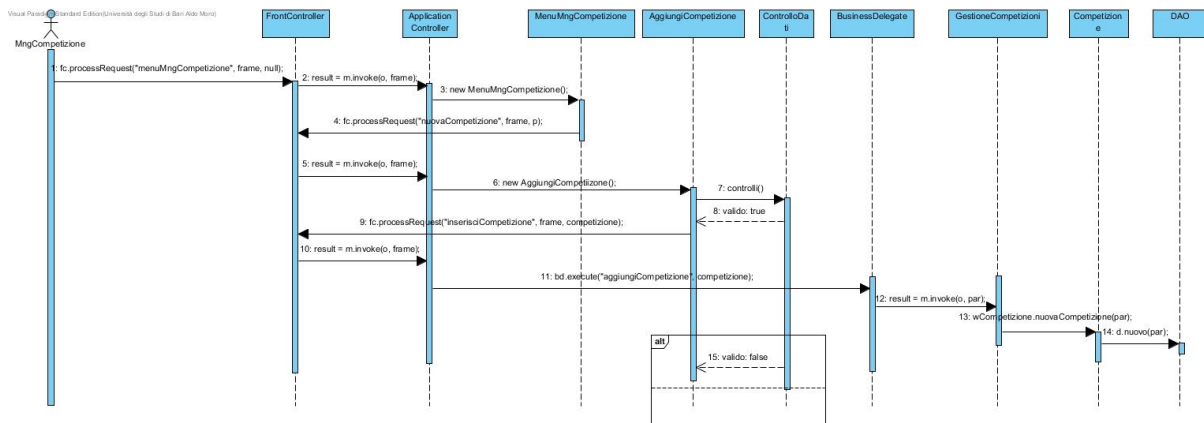 Visual Paradigm Standard Edition(Università degli Studi di Bari Aldo Moro)
MngCompetizione
FrontController
Application
Controller
MenuMngCompetizione
AggiungiCompetizione
ControlloDa
ti
BusinessDelegate
GestioneCompetizioni
Competizion
e
DAO
1: fc.processRequest("menuMngCompetizione", frame, null);
2: result = m.invoke(o, frame);
3: new MenuMngCompetizione();
4: fc.processRequest("nuovaCompetizione", frame, p);
5: result = m.invoke(o, frame);
6: new AggiungiCompetiizone();
7: controlli()
8: valido: true
9: fc.processRequest("inserisciCompetizione", frame, competizione);
10: result = m.invoke(o, frame);
11: bd.execute("aggiungiCompetizione", competizione);
12: result = m.invoke(o, par);
13: wCompetizione.nuovaCompetizione(par);
14: d.nuovo(par);
alt
15: valido: false